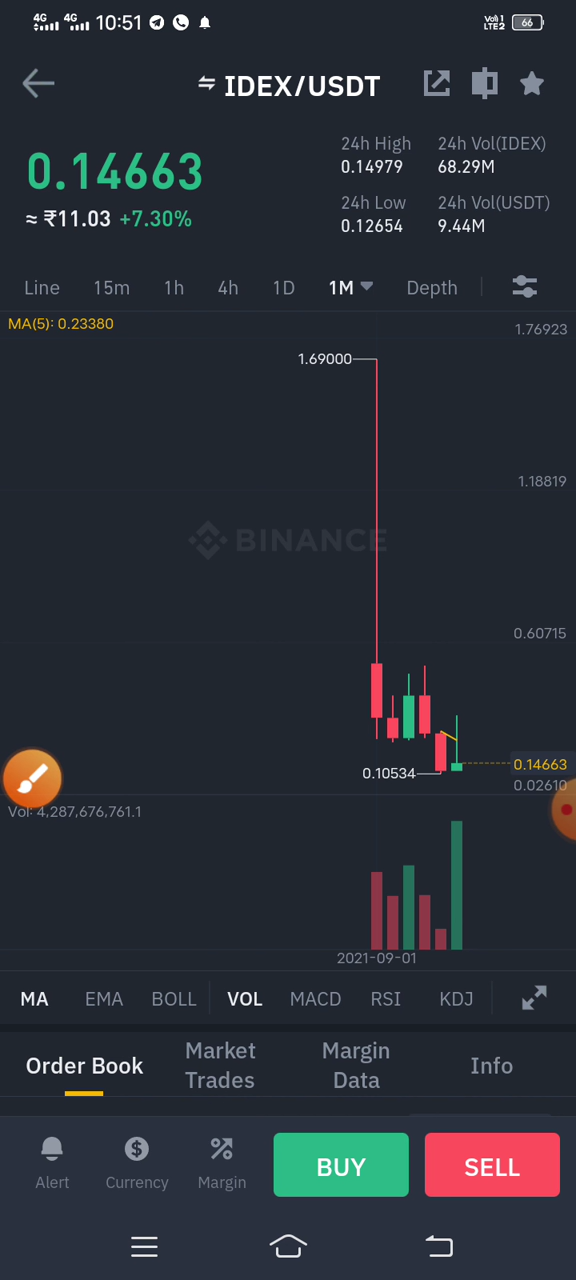 4G 4G 10:51 Vo)) 1 LTE2 66
IDEX/USDT
0.14663
≈ ₹11.03 +7.30%
24h High
0.14979
24h Vol(IDEX)
68.29M
24h Low
0.12654
24h Vol(USDT)
9.44M
Line 15m 1h 4h 1D 1M Depth
MA(5): 0.23380
1.76923
1.69000
1.18819
BINANCE
0.60715
0.14663
0.10534
0.02610
Vol: 4,287,676,761.1
2021-09-01
MA EMA BOLL VOL MACD RSI KDJ
Order Book
Market Trades
Margin Data
Info
Alert Currency Margin BUY SELL